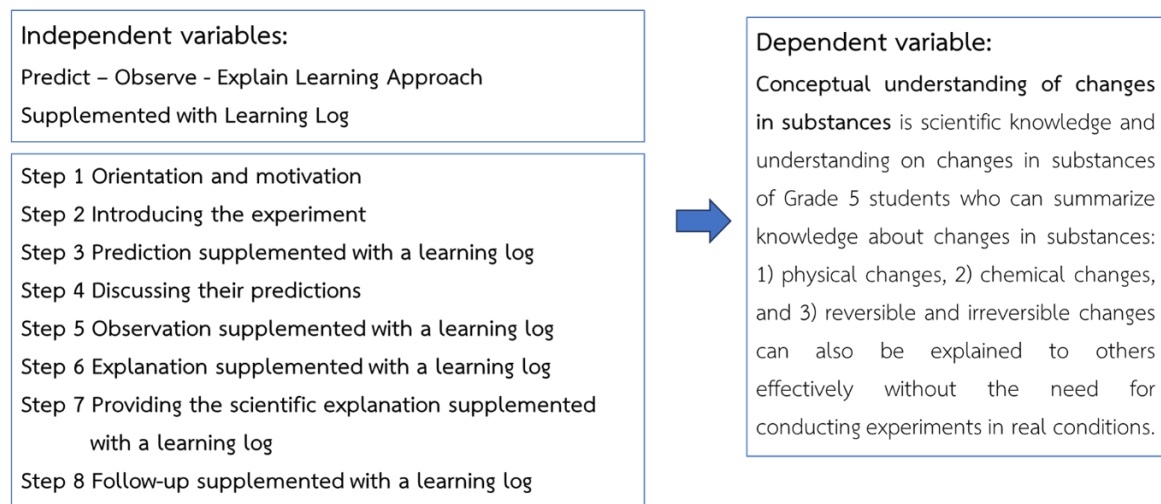 Independent variables:
Predict – Observe - Explain Learning Approach
Supplemented with Learning Log
Step 1 Orientation and motivation
Step 2 Introducing the experiment
Step 3 Prediction supplemented with a learning log
Step 4 Discussing their predictions
Step 5 Observation supplemented with a learning log
Step 6 Explanation supplemented with a learning log
Step 7 Providing the scientific explanation supplemented
with a learning log
Step 8 Follow-up supplemented with a learning log
Dependent variable:
Conceptual understanding of changes
in substances is scientific knowledge and
understanding on changes in substances
of Grade 5 students who can summarize
knowledge about changes in substances:
1) physical changes, 2) chemical changes,
and 3) reversible and irreversible changes
can also be explained to others
effectively without the need for
conducting experiments in real conditions.